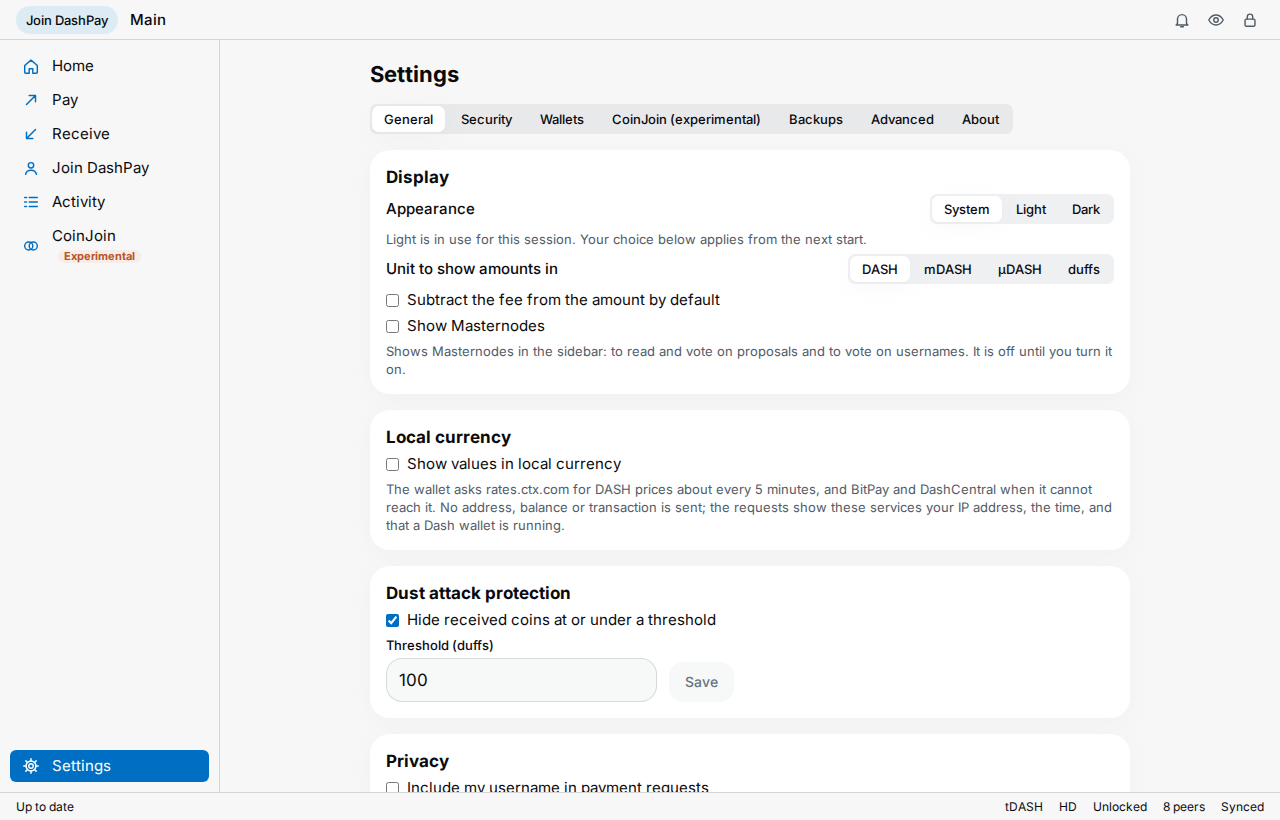 Join DashPay Main
Home
Pay
Receive
Join DashPay
Activity
CoinJoin
Experimental
Settings
Settings
General Security Wallets CoinJoin (experimental) Backups Advanced About
Display
Appearance System Light Dark
Light is in use for this session. Your choice below applies from the next start.
Unit to show amounts in DASH mDASH µDASH duffs
Subtract the fee from the amount by default
Show Masternodes
Shows Masternodes in the sidebar: to read and vote on proposals and to vote on usernames. It is off until you turn it
on.
Local currency
Show values in local currency
The wallet asks rates.ctx.com for DASH prices about every 5 minutes, and BitPay and DashCentral when it cannot
reach it. No address, balance or transaction is sent; the requests show these services your IP address, the time, and
that a Dash wallet is running.
Dust attack protection
Hide received coins at or under a threshold
Threshold (duffs)
100 Save
Privacy
Include my username in payment requests
Up to date tDASH HD Unlocked 8 peers Synced